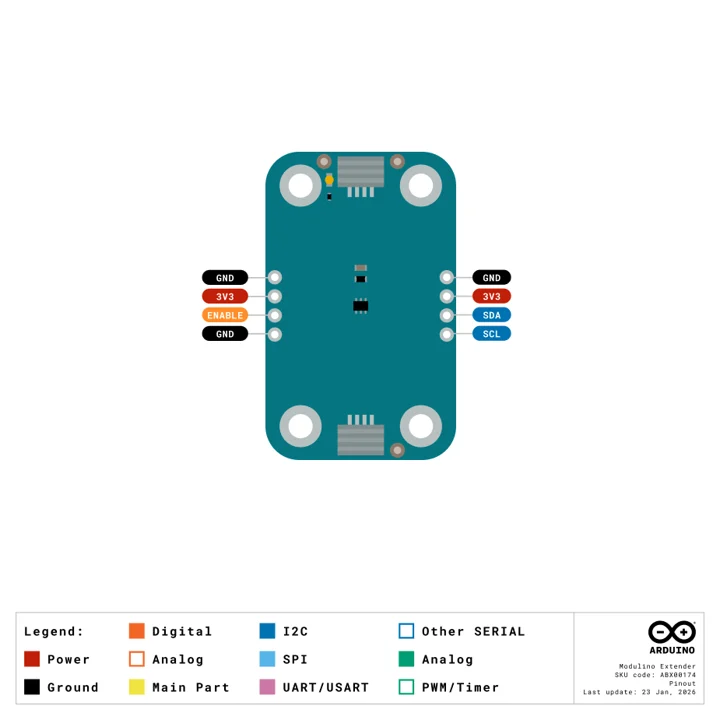 GND
3V3
ENABLE
GND
GND
3V3
SDA
SCL
Legend:
Power
Ground
Digital
Analog
Main Part
I2C
SPI
UART/USART
Other SERIAL
Analog
PWM/Timer
ARDUINO
Modulino Extender
SKU code: ABX00174
Pinout
Last update: 23 Jan, 2026